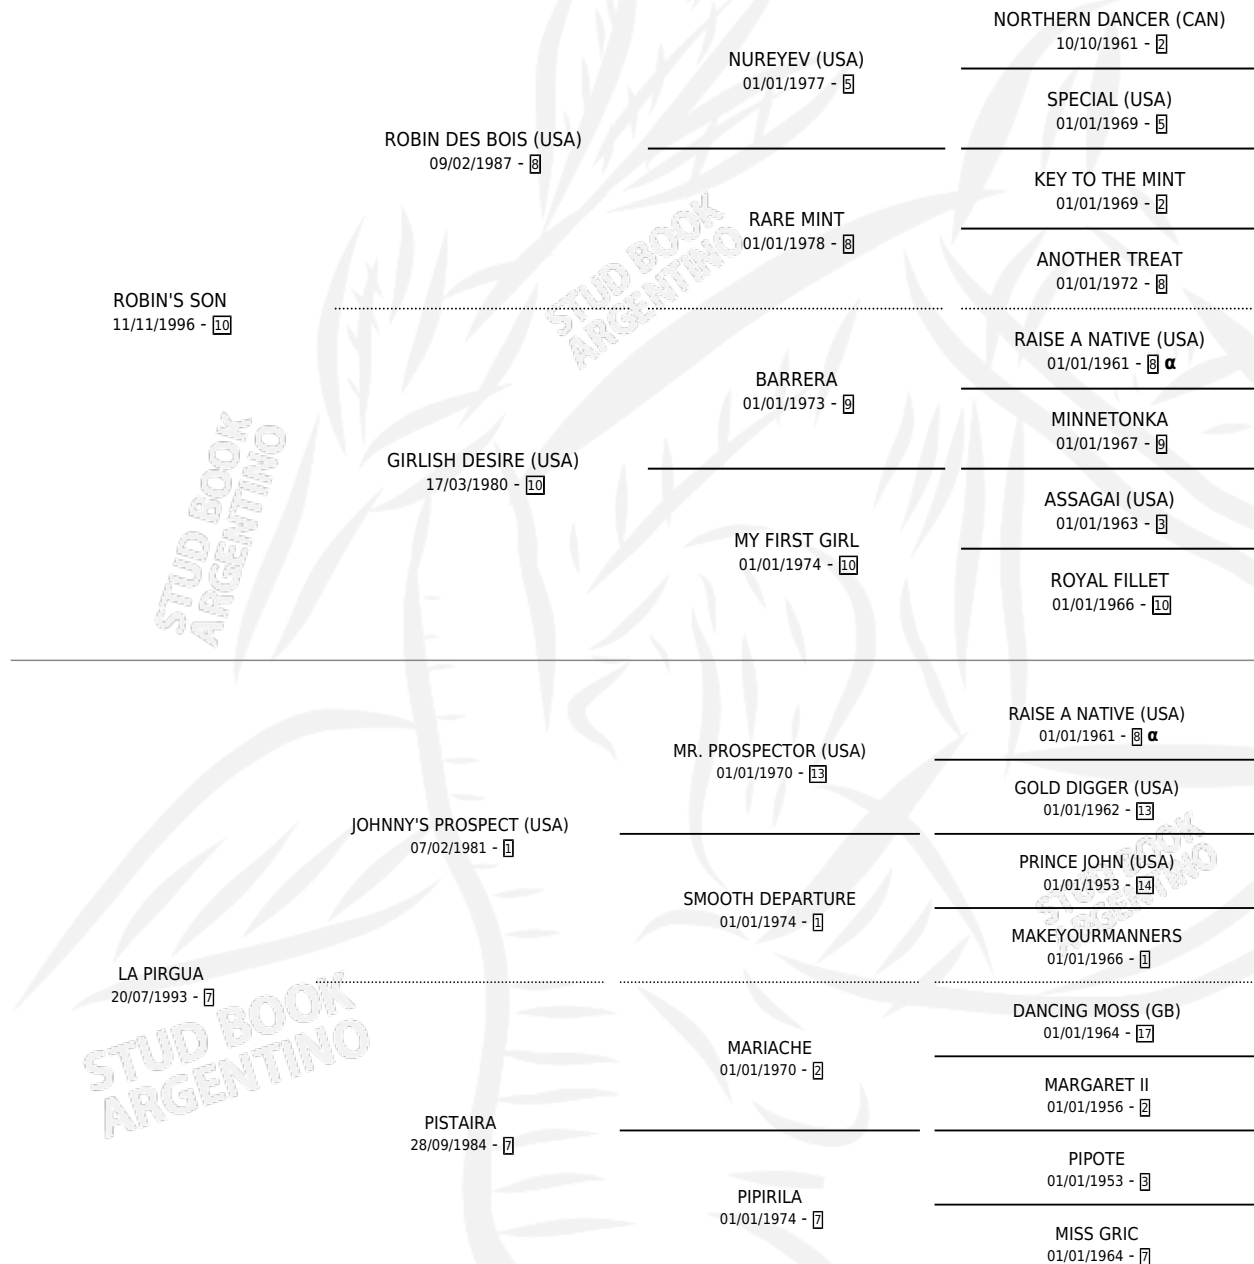 NORTHERN DANCER (CAN)
10/10/1961 - 2
NUREYEV (USA)
01/01/1977 - 5
SPECIAL (USA)
01/01/1969 - 5
ROBIN DES BOIS (USA)
09/02/1987 - 8
KEY TO THE MINT
01/01/1969 - 2
RARE MINT
01/01/1978 - 8
ANOTHER TREAT
01/01/1972 - 8
ROBIN'S SON
11/11/1996 - 10
RAISE A NATIVE (USA)
01/01/1961 - 8 α
BARRERA
01/01/1973 - 9
MINNETONKA
01/01/1967 - 9
GIRLISH DESIRE (USA)
17/03/1980 - 10
ASSAGAI (USA)
01/01/1963 - 3
MY FIRST GIRL
01/01/1974 - 10
ROYAL FILLET
01/01/1966 - 10
RAISE A NATIVE (USA)
01/01/1961 - 8 α
MR. PROSPECTOR (USA)
01/01/1970 - 13
GOLD DIGGER (USA)
01/01/1962 - 13
JOHNNY'S PROSPECT (USA)
07/02/1981 - 1
PRINCE JOHN (USA)
01/01/1953 - 14
SMOOTH DEPARTURE
01/01/1974 - 1
MAKEYOURMANNERS
01/01/1966 - 1
LA PIRGUA
20/07/1993 - 7
DANCING MOSS (GB)
01/01/1964 - 17
MARIACHE
01/01/1970 - 2
MARGARET II
01/01/1956 - 2
PISTAIRA
28/09/1984 - 7
PIPOTE
01/01/1953 - 3
PIPIRILA
01/01/1974 - 7
MISS GRIC
01/01/1964 - 7
STUD BOOK
ARGENTINO
STUD BOOK
ARGENTINO
STUD BOOK
ARGENTINO
STUD BOOK
ARGENTINO